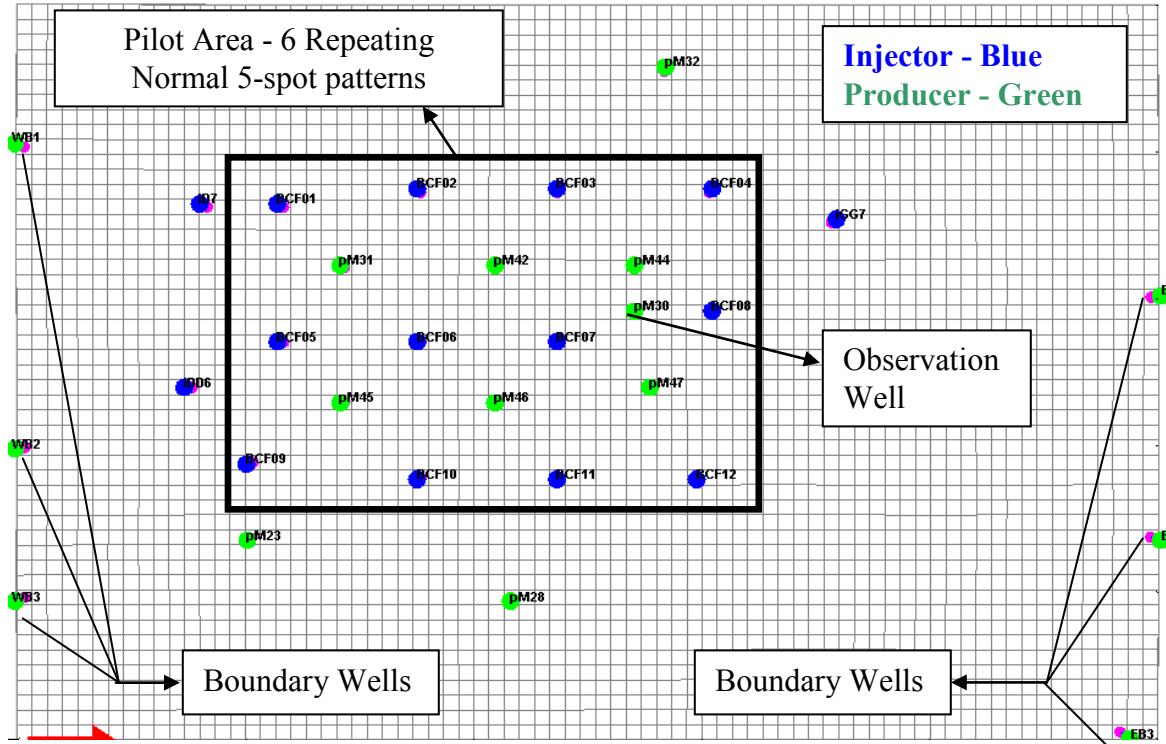 Pilot Area - 6 Repeating
Normal 5-spot patterns
Injector - Blue
Producer - Green
pM32
WB1
BCF02
BCF03
BCF04
ID7
BCF01
IGG7
pM31
pM42
pM44
pM30
BCF08
BCF05
BCF06
BCF07
Observation
Well
IDD6
pM47
pM45
pM46
WB2
BCF09
BCF10
BCF11
BCF12
pM23
WB3
pM28
Boundary Wells
Boundary Wells
EB3